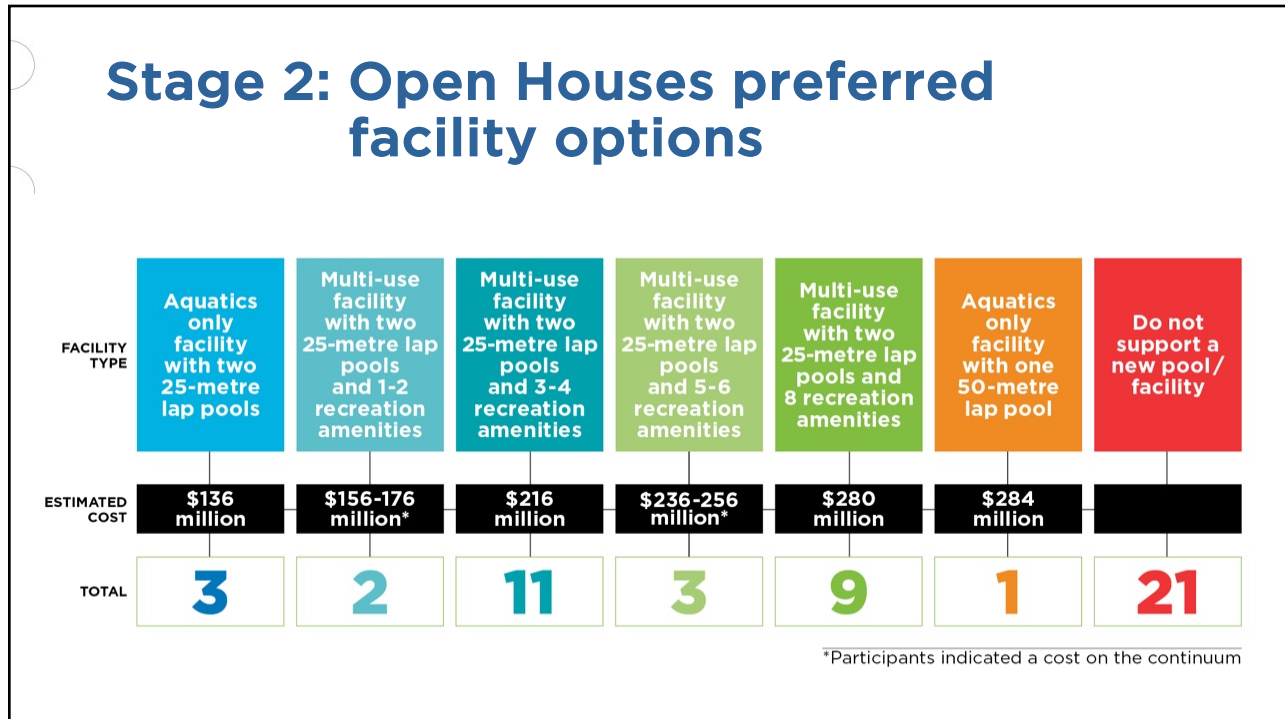 Stage 2: Open Houses preferred
facility options
FACILITY
TYPE
Aquatics
only
facility
with two
25-metre
lap pools
Multi-use
facility
with two
25-metre lap
pools
and 1-2
recreation
amenities
Multi-use
facility
with two
25-metre lap
pools
and 3-4
recreation
amenities
Multi-use
facility
with two
25-metre lap
pools
and 5-6
recreation
amenities
Multi-use
facility
with two
25-metre lap
pools and
8 recreation
amenities
Aquatics
only
facility
with one
50-metre
lap pool
Do not
support a
new pool/
facility
ESTIMATED
COST
$136
million
$156-176
million*
$216
million
$236-256
million*
$280
million
$284
million
TOTAL
3
2
11
3
9
1
21
*Participants indicated a cost on the continuum